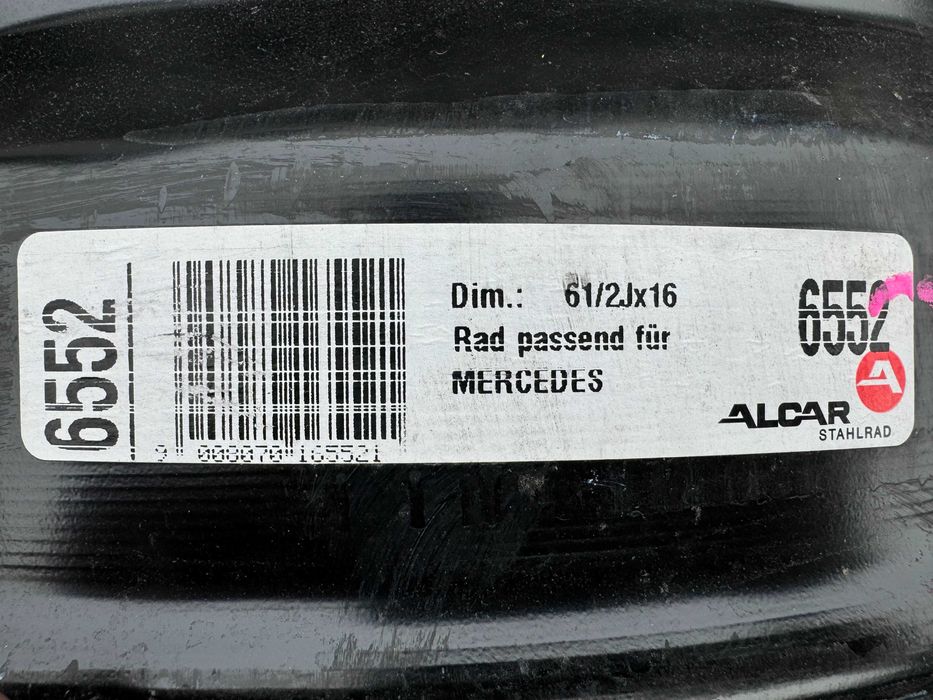 6552
9 008070 165521
Dim.: 61/2Jx16
Rad passend für
MERCEDES
6552
A
ALCAR
STAHLRAD